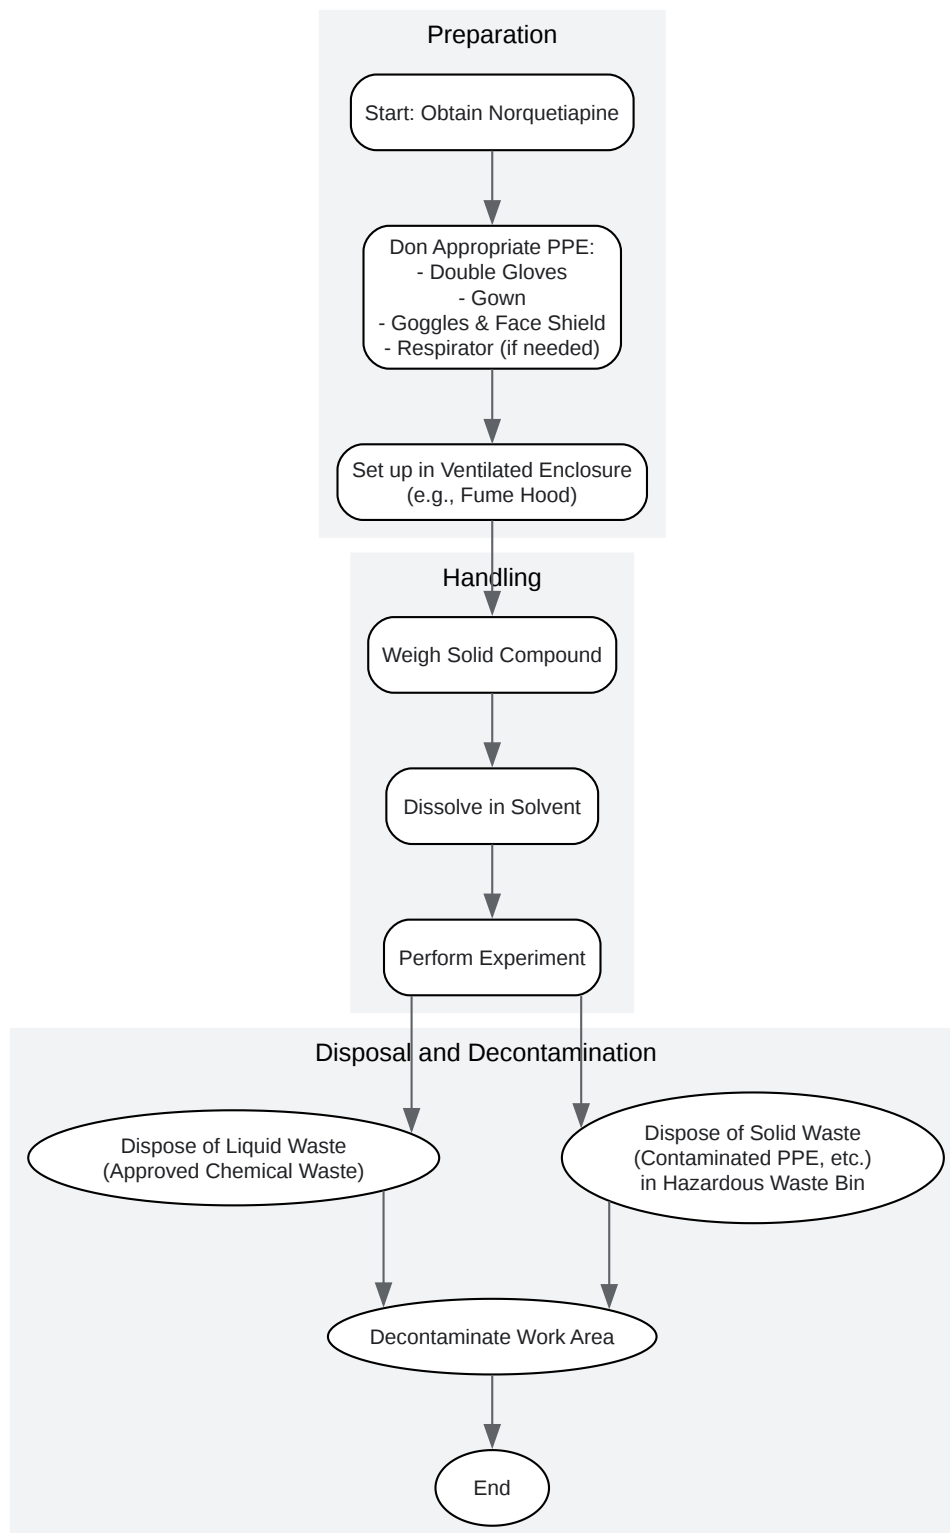 Preparation
Start: Obtain Norquetiapine
Don Appropriate PPE:
- Double Gloves
- Gown
- Goggles & Face Shield
- Respirator (if needed)
Set up in Ventilated Enclosure
(e.g., Fume Hood)
Handling
Weigh Solid Compound
Dissolve in Solvent
Perform Experiment
Disposal and Decontamination
Dispose of Liquid Waste
(Approved Chemical Waste)
Dispose of Solid Waste
(Contaminated PPE, etc.)
in Hazardous Waste Bin
Decontaminate Work Area
End